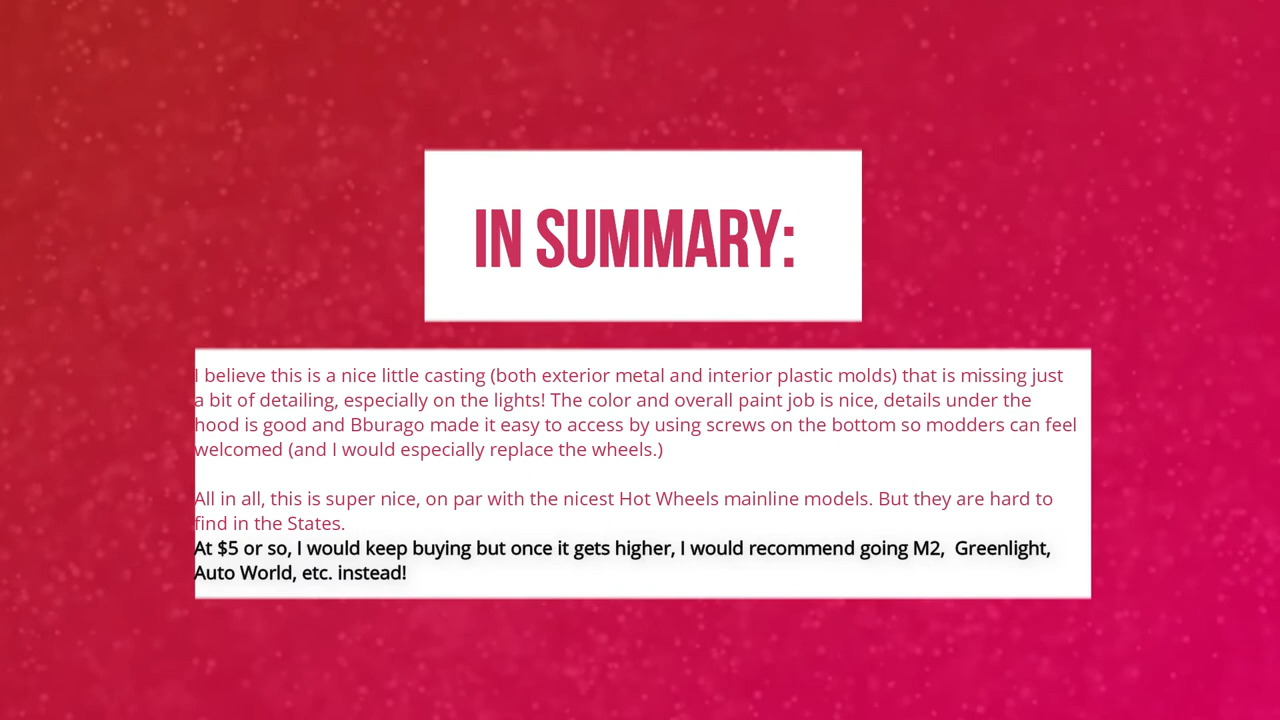 IN SUMMARY:
I believe this is a nice little casting (both exterior metal and interior plastic molds) that is missing just
a bit of detailing, especially on the lights! The color and overall paint job is nice, details under the
hood is good and Bburago made it easy to access by using screws on the bottom so modders can feel
welcomed (and I would especially replace the wheels.)
All in all, this is super nice, on par with the nicest Hot Wheels mainline models. But they are hard to
find in the States.
At $5 or so, I would keep buying but once it gets higher, I would recommend going M2,  Greenlight,
Auto World, etc. instead!